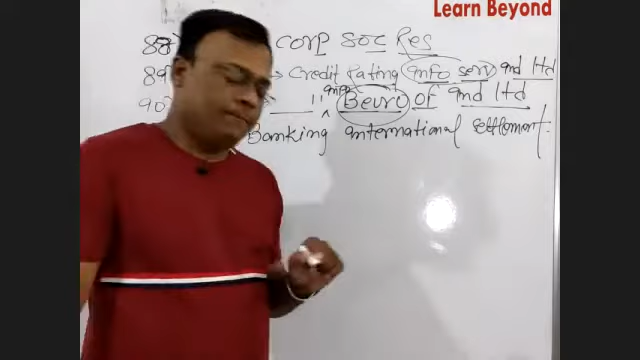 Learn Beyond
88 Corp Soc Res
89 → Credit Rating info serv ind ltd
90 " info Beuro of ind ltd
Banking international settlement.